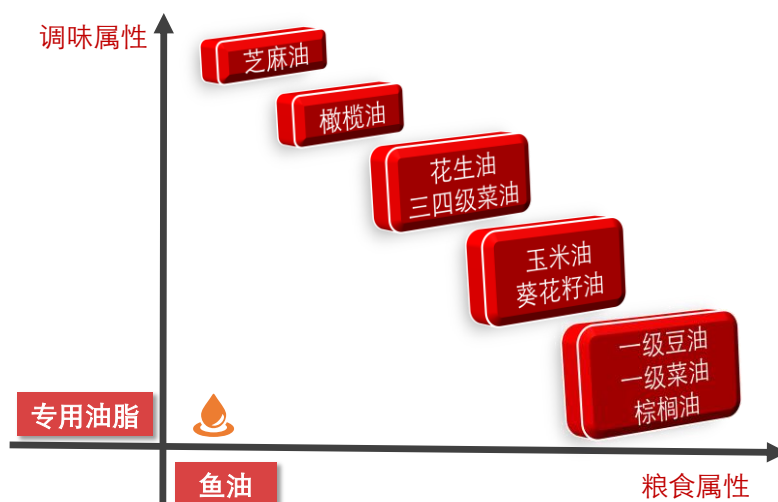 调味属性
芝麻油
橄榄油
花生油
三四级菜油
玉米油
葵花籽油
一级豆油
一级菜油
棕榈油
专用油脂
鱼油
粮食属性